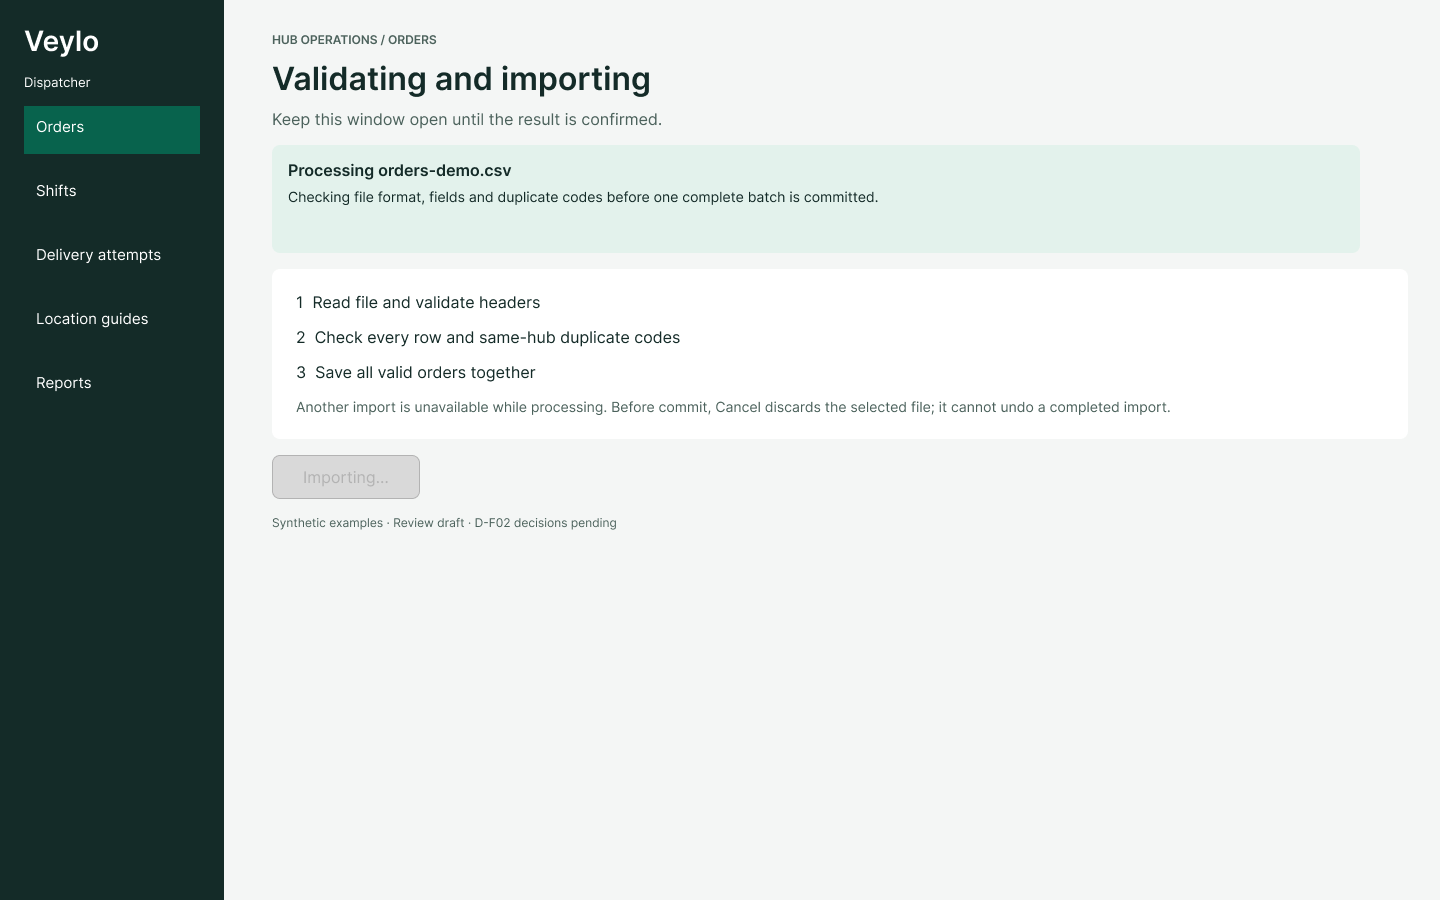 Veylo
Dispatcher
Orders
Shifts
Delivery attempts
Location guides
Reports
HUB OPERATIONS / ORDERS
Validating and importing
Keep this window open until the result is confirmed.
Processing orders-demo.csv
Checking file format, fields and duplicate codes before one complete batch is committed.
1 Read file and validate headers
2 Check every row and same-hub duplicate codes
3 Save all valid orders together
Another import is unavailable while processing. Before commit, Cancel discards the selected file; it cannot undo a completed import.
Importing...
Synthetic examples · Review draft · D-F02 decisions pending